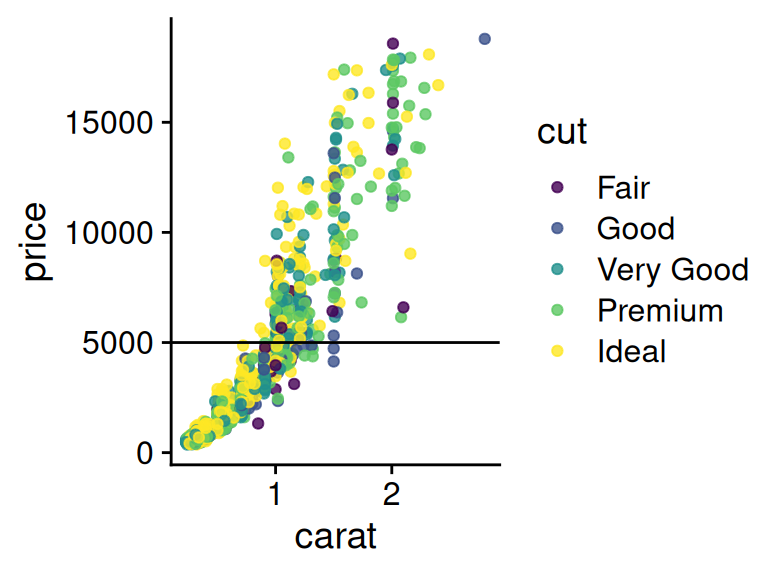 price
15000
10000
5000
0
1 2
carat
cut
Fair
Good
Very Good
Premium
Ideal